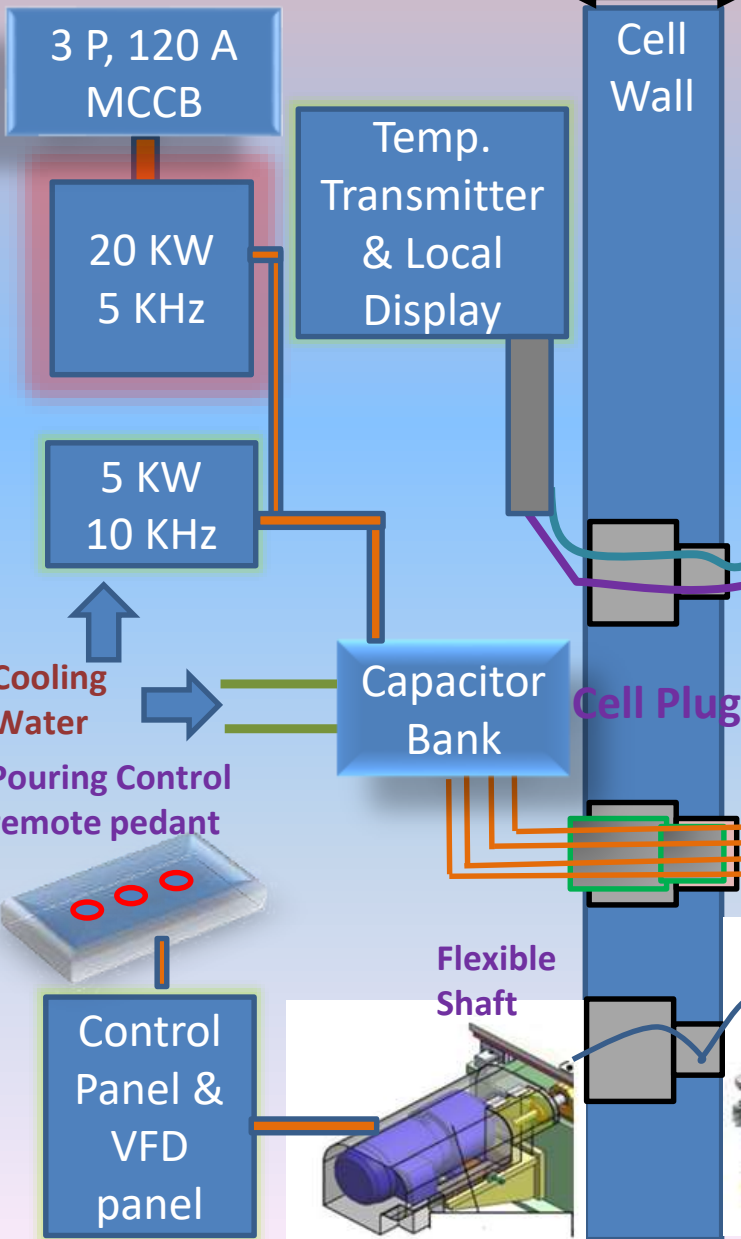 3 P, 120 A
MCCB
Cell
Wall
Temp.
Transmitter
& Local
Display
20 KW
5 KHz
5 KW
10 KHz
Cooling
Water
Capacitor
Bank
Cell Plug
Pouring Control
remote pedant
Flexible
Shaft
Control
Panel &
VFD
panel